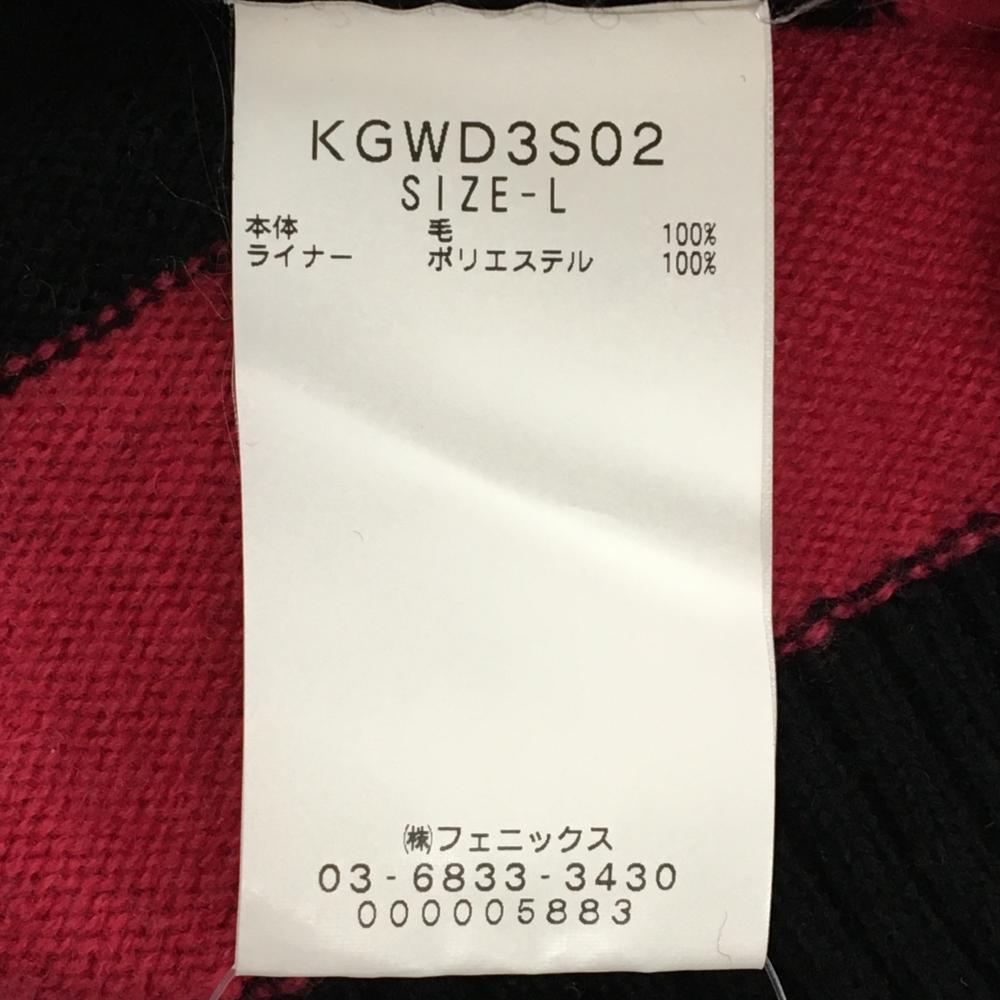 KGWD3S02
SIZE-L
本体 毛 100%
ライナー ポリエステル 100%
㈱フェニックス
03-6833-3430
000005883